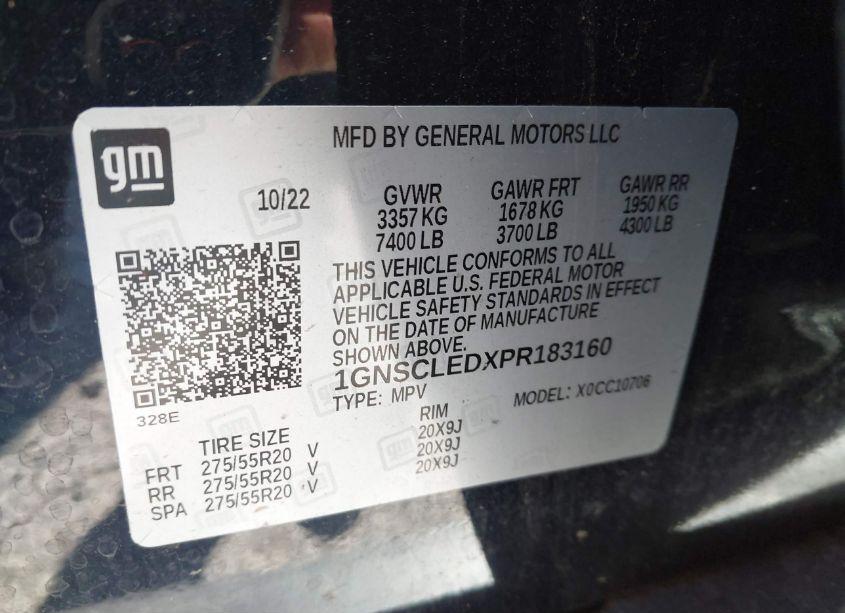 gm
MFD BY GENERAL MOTORS LLC
10/22
GVWR GAWR FRT GAWR RR
3357 KG 1678 KG 1950 KG
7400 LB 3700 LB 4300 LB
THIS VEHICLE CONFORMS TO ALL
APPLICABLE U.S. FEDERAL MOTOR
VEHICLE SAFETY STANDARDS IN EFFECT
ON THE DATE OF MANUFACTURE
SHOWN ABOVE.
1GNSCLEDXPR183160
TYPE: MPV MODEL: X0CC10706
328E
TIRE SIZE RIM
FRT 275/55R20 V 20X9J
RR 275/55R20 V 20X9J
SPA 275/55R20 V 20X9J